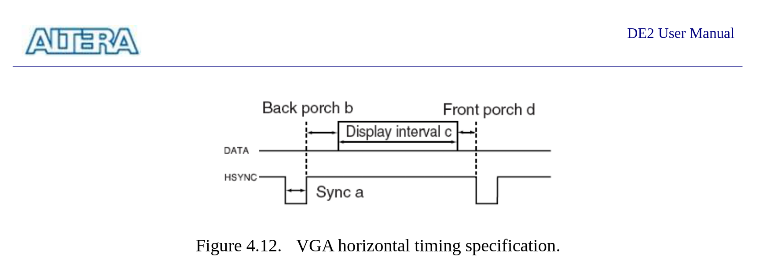 ALTERA
DE2 User Manual
Back porch b
Front porch d
Display interval c
DATA
HSYNC
Sync a
Figure 4.12. VGA horizontal timing specification.